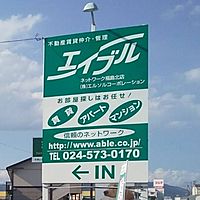 不動産賃貸仲介・管理
エイブル
ネットワーク福島北店
(株)エルソルコーポレーション
お部屋探しはお任せ!
賃貸 アパート マンション
信頼のネットワーク
http://www.able.co.jp/
TEL 024-573-0170
← IN